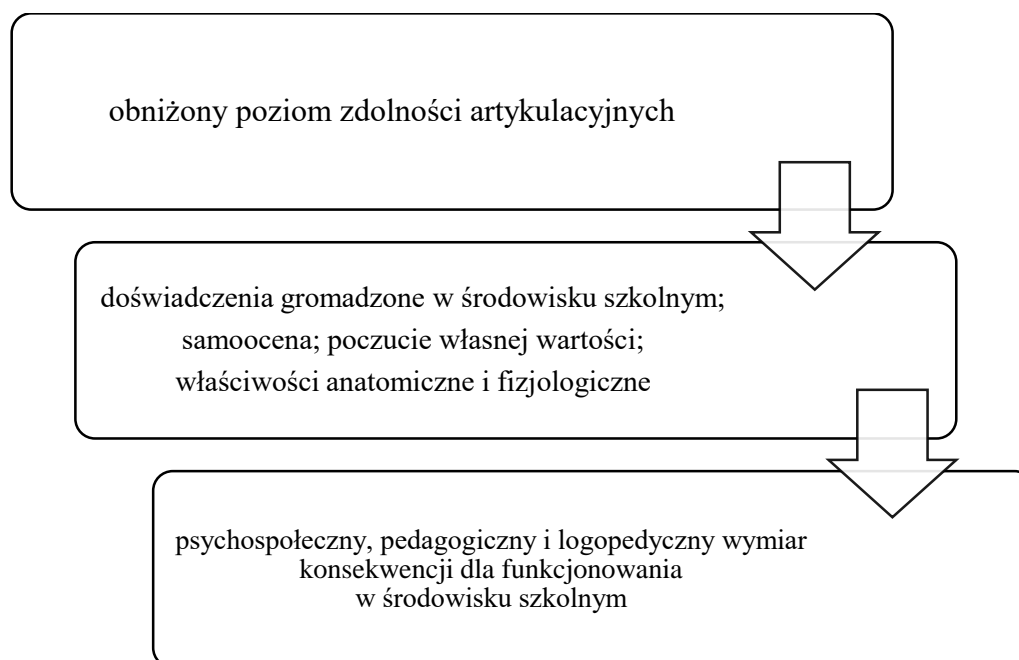 obniżony poziom zdolności artykulacyjnych
doświadczenia gromadzone w środowisku szkolnym;
samoocena; poczucie własnej wartości;
właściwości anatomiczne i fizjologiczne
psychospołeczny, pedagogiczny i logopedyczny wymiar
konsekwencji dla funkcjonowania
w środowisku szkolnym